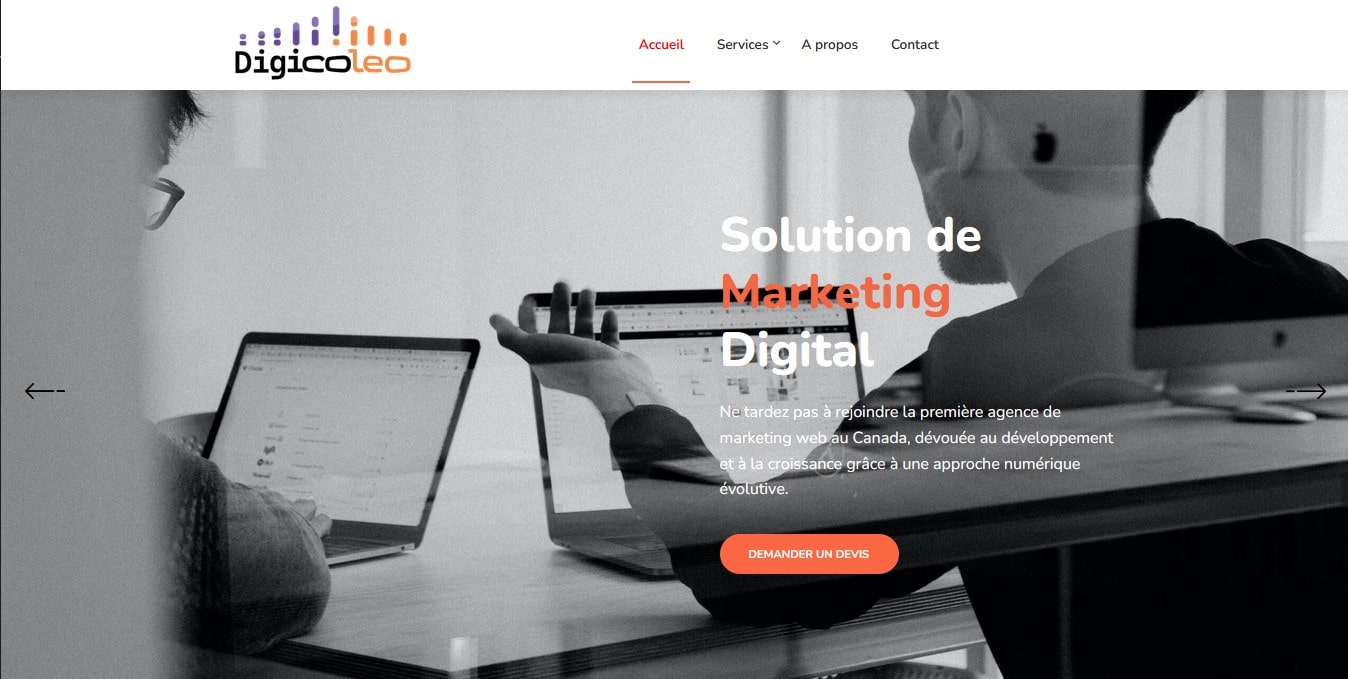 Digicoleo
Accueil Services A propos Contact
Solution de
Marketing
Digital
Ne tardez pas à rejoindre la première agence de
marketing web au Canada, dévouée au développement
et à la croissance grâce à une approche numérique
évolutive.
DEMANDER UN DEVIS